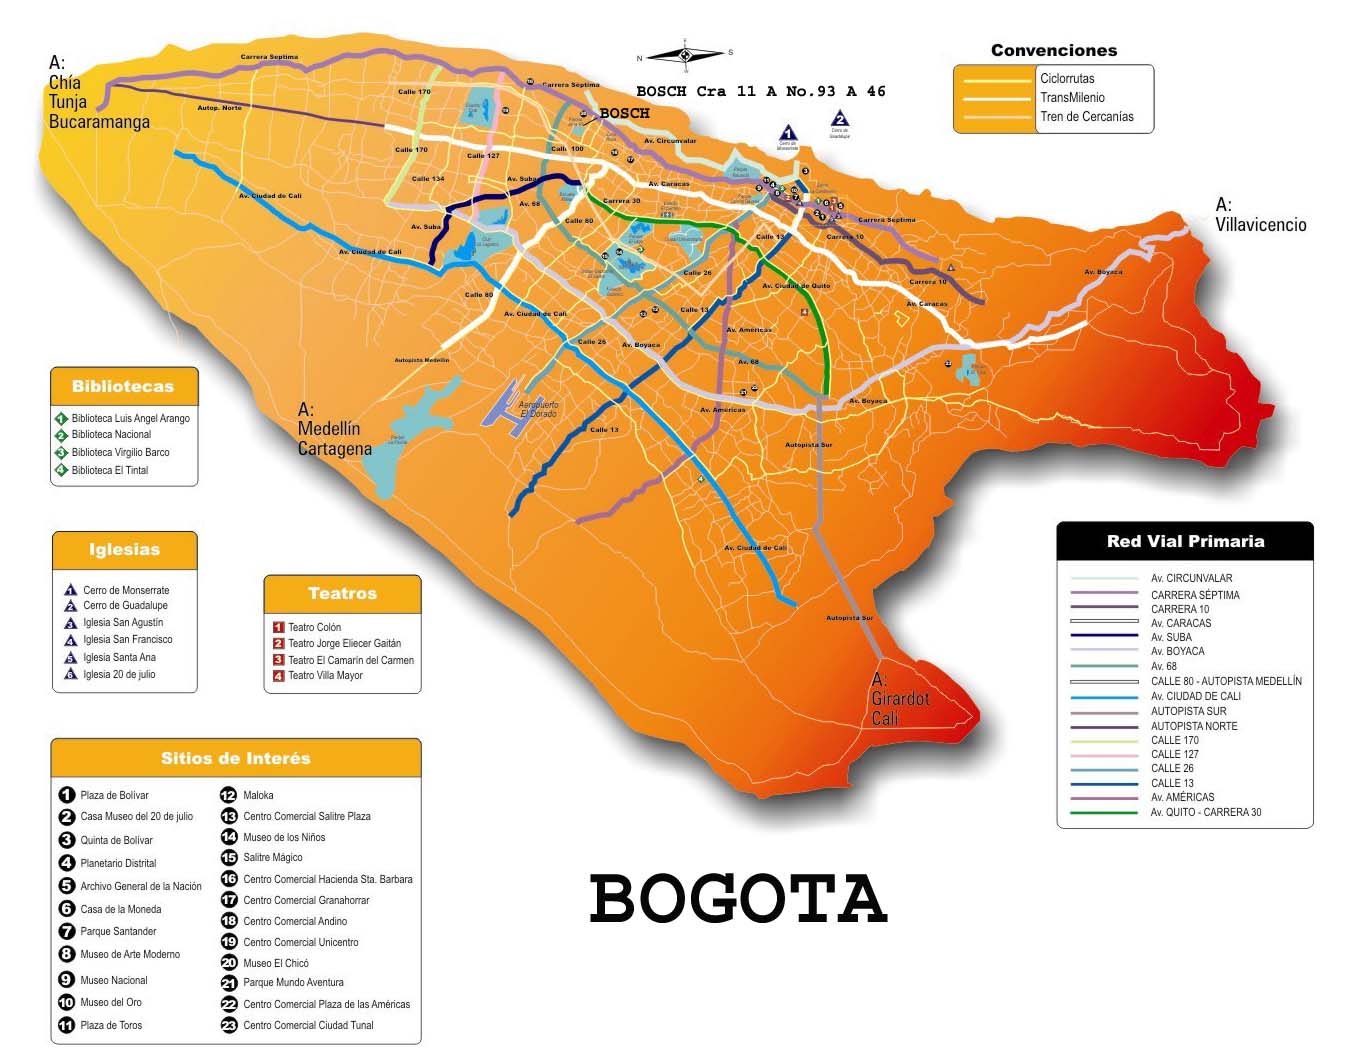 A:
Chía
Tunja
Bucaramanga
Carrera Septima
Autop. Norte
Calle 170
Carrera Septima
N
S
E
W
BOSCH Cra 11 A No.93 A 46
BOSCH
Convenciones
Ciclorrutas
TransMilenio
Tren de Cercanías
1
Cerro de
Monserrate
2
Cerro de
Guadalupe
Av. Circunvalar
Calle 100
Calle 170
Calle 127
Calle 134
Av. Suba
Av. Caracas
Av. Ciudad de Cali
Av. 68
Carrera 30
Calle 80
Av. Suba
Carrera Septima
Calle 13
Carrera 10
Av. Ciudad de Cali
A:
Villavicencio
Av. Boyaca
Calle 26
Carrera 10
Av. Ciudad de Quito
Calle 80
Av. Caracas
Av. Ciudad de Cali
Calle 13
Av. Américas
Calle 26
Av. Boyaca
Autopista Medellin
Av. 68
Aeropuerto
El Dorado
Av. Americas
Av. Boyaca
A:
Medellín
Cartagena
Calle 13
Autopista Sur
Av. Ciudad de Cali
Autopista Sur
A:
Girardot
Cali
Bibliotecas
1 Biblioteca Luis Angel Arango
2 Biblioteca Nacional
3 Biblioteca Virgilio Barco
4 Biblioteca El Tintal
Iglesias
1 Cerro de Monserrate
2 Cerro de Guadalupe
3 Iglesia San Agustín
4 Iglesia San Francisco
5 Iglesia Santa Ana
6 Iglesia 20 de julio
Teatros
1 Teatro Colón
2 Teatro Jorge Eliecer Gaitán
3 Teatro El Camarín del Carmen
4 Teatro Villa Mayor
Red Vial Primaria
Av. CIRCUNVALAR
CARRERA SÉPTIMA
CARRERA 10
Av. CARACAS
Av. SUBA
Av. BOYACA
Av. 68
CALLE 80 - AUTOPISTA MEDELLÍN
Av. CIUDAD DE CALI
AUTOPISTA SUR
AUTOPISTA NORTE
CALLE 170
CALLE 127
CALLE 26
CALLE 13
Av. AMÉRICAS
Av. QUITO - CARRERA 30
Sitios de Interés
1 Plaza de Bolívar
2 Casa Museo del 20 de julio
3 Quinta de Bolívar
4 Planetario Distrital
5 Archivo General de la Nación
6 Casa de la Moneda
7 Parque Santander
8 Museo de Arte Moderno
9 Museo Nacional
10 Museo del Oro
11 Plaza de Toros
12 Maloka
13 Centro Comercial Salitre Plaza
14 Museo de los Niños
15 Salitre Mágico
16 Centro Comercial Hacienda Sta. Barbara
17 Centro Comercial Granahorrar
18 Centro Comercial Andino
19 Centro Comercial Unicentro
20 Museo El Chicó
21 Parque Mundo Aventura
22 Centro Comercial Plaza de las Américas
23 Centro Comercial Ciudad Tunal
BOGOTA